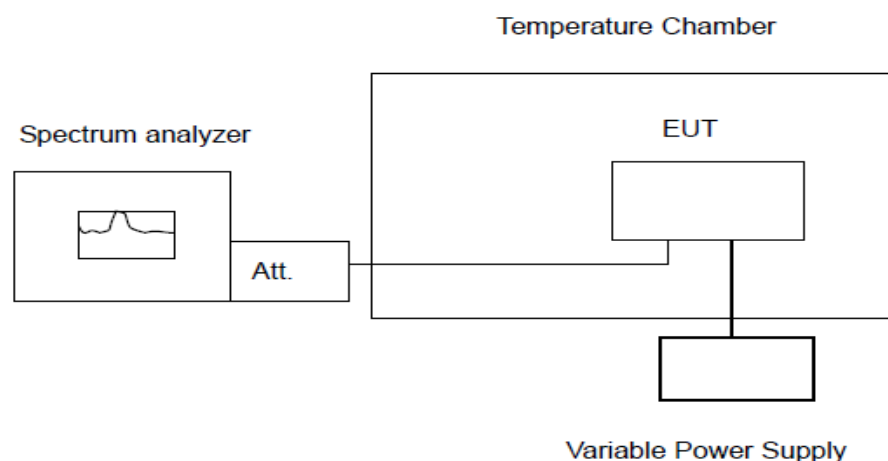 Temperature Chamber
Spectrum analyzer
EUT
Att.
Variable Power Supply